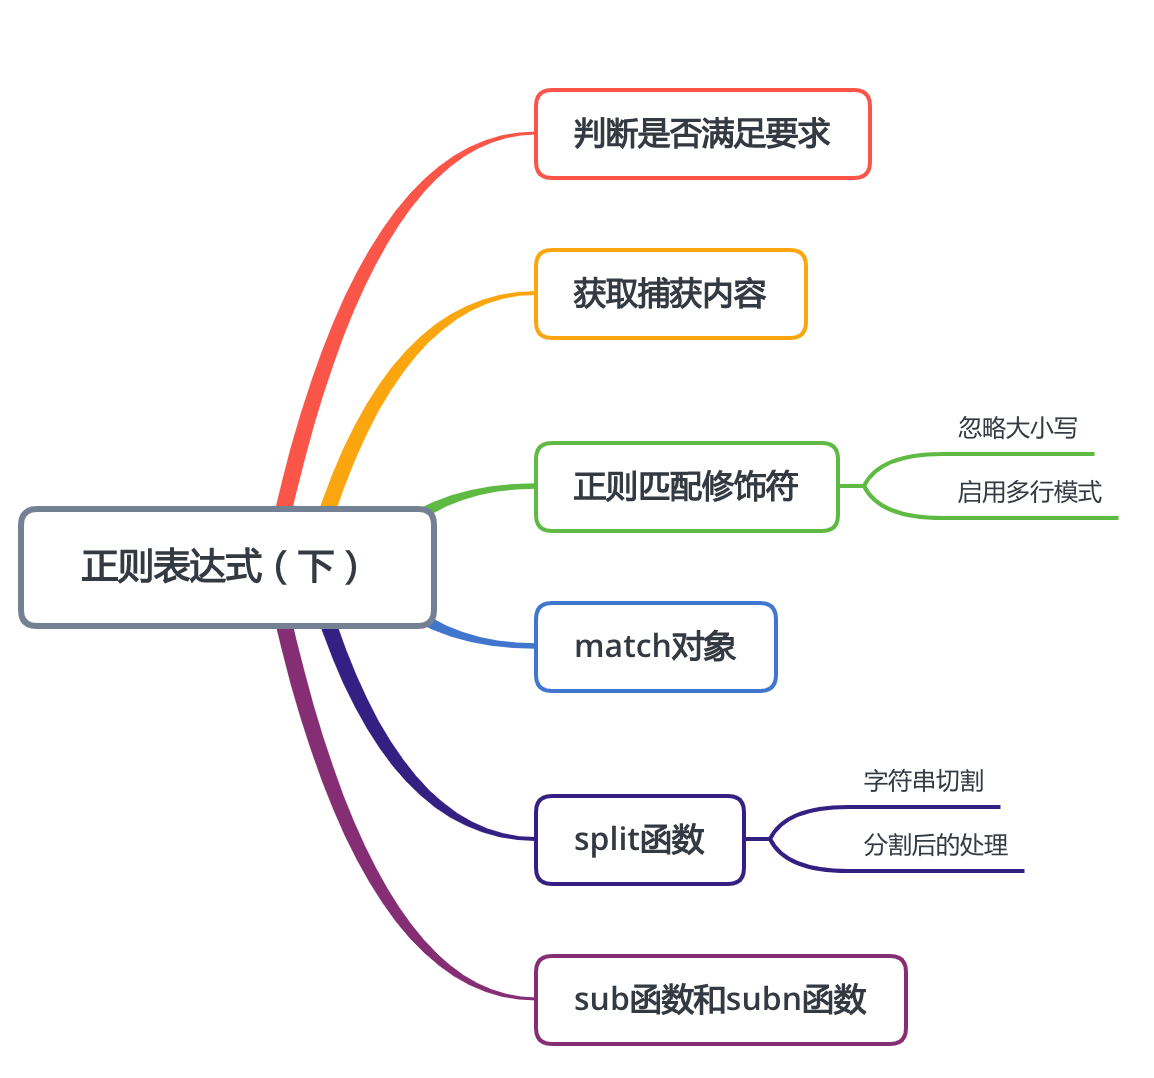 判断是否满足要求
获取捕获内容
忽略大小写
正则匹配修饰符
启用多行模式
正则表达式（下）
match对象
字符串切割
split函数
分割后的处理
sub函数和subn函数